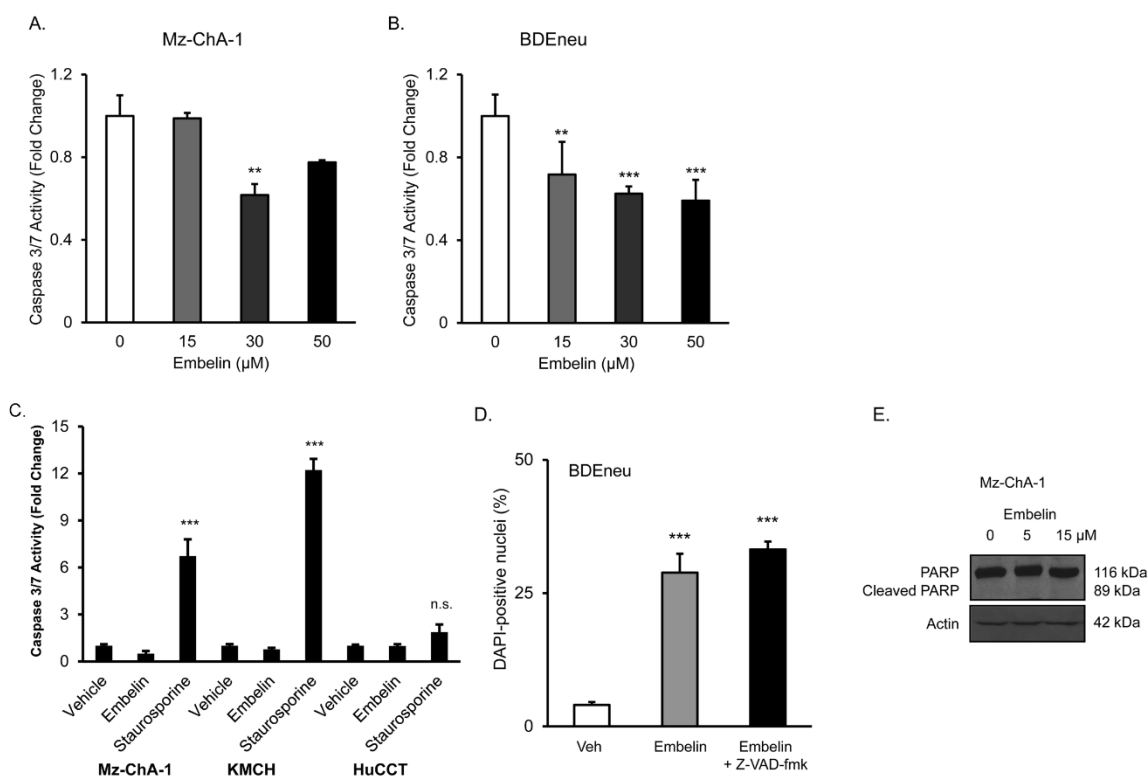 A.
Mz-ChA-1
Caspase 3/7 Activity (Fold Change)
1.2
0.8
0.4
0
0 15 30 50
Embelin (µM)
**
B.
BDEneu
Caspase 3/7 Activity (Fold Change)
1.2
0.8
0.4
0
0 15 30 50
Embelin (µM)
**
***
***
C.
Caspase 3/7 Activity (Fold Change)
15
12
9
6
3
0
***
***
n.s.
Vehicle
Embelin
Staurosporine
Vehicle
Embelin
Staurosporine
Vehicle
Embelin
Staurosporine
Mz-ChA-1 KMCH HuCCT
D.
BDEneu
DAPI-positive nuclei (%)
50
25
0
***
***
Veh Embelin Embelin
+ Z-VAD-fmk
E.
Mz-ChA-1
Embelin
0 5 15 µM
PARP 116 kDa
Cleaved PARP 89 kDa
Actin 42 kDa